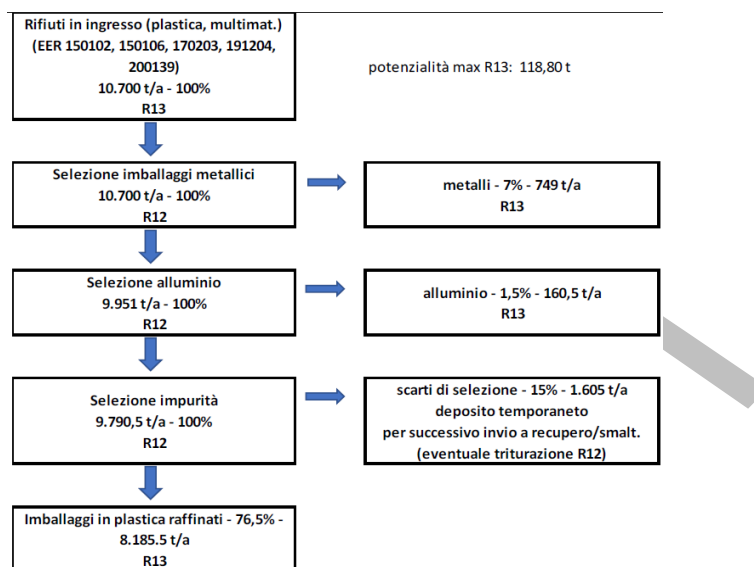 Rifiuti in ingresso (plastica, multimat.)
(EER 150102, 150106, 170203, 191204,
200139)
10.700 t/a - 100%
R13
potenzialità max R13: 118,80 t
Selezione imballaggi metallici
10.700 t/a - 100%
R12
metalli - 7% - 749 t/a
R13
Selezione alluminio
9.951 t/a - 100%
R12
alluminio - 1,5% - 160,5 t/a
R13
Selezione impurità
9.790,5 t/a - 100%
R12
scarti di selezione - 15% - 1.605 t/a
deposito temporaneto
per successivo invio a recupero/smalt.
(eventuale triturazione R12)
Imballaggi in plastica raffinati - 76,5% -
8.185.5 t/a
R13